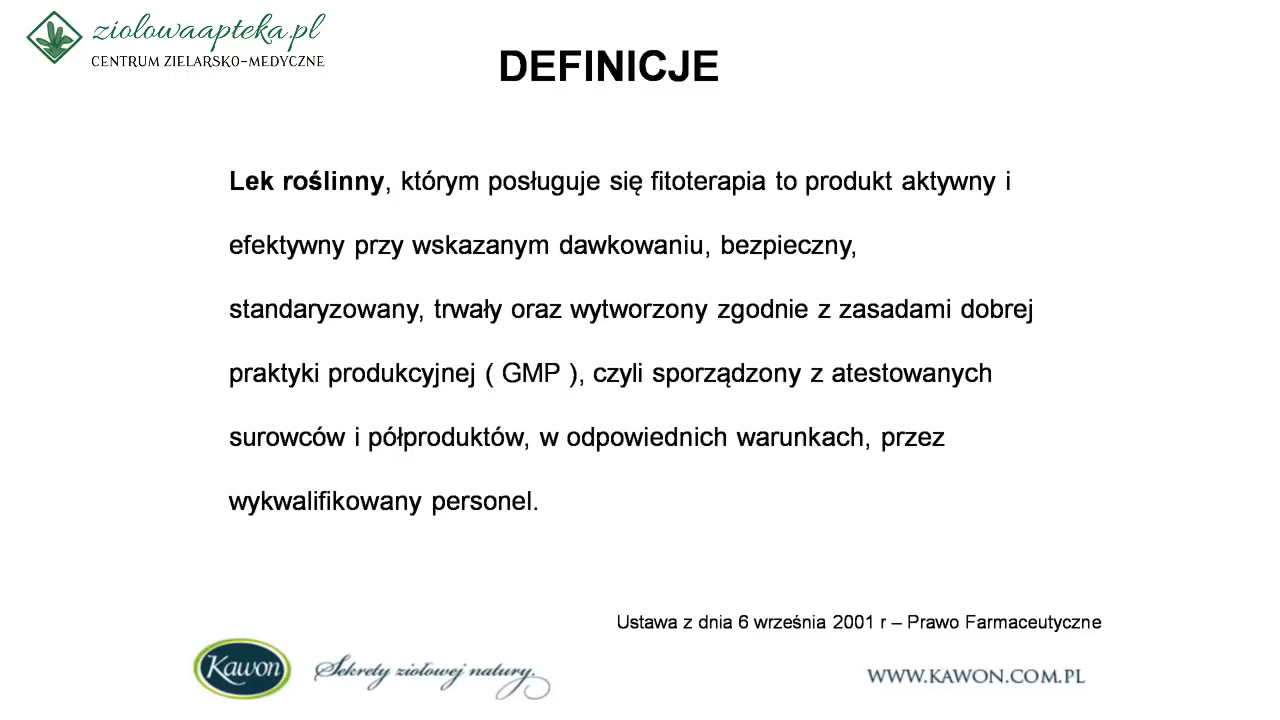 ziolowaapteka.pl
CENTRUM ZIELARSKO-MEDYCZNE
DEFINICJE
Lek roślinny, którym posługuje się fitoterapia to produkt aktywny i
efektywny przy wskazanym dawkowaniu, bezpieczny,
standaryzowany, trwały oraz wytworzony zgodnie z zasadami dobrej
praktyki produkcyjnej ( GMP ), czyli sporządzony z atestowanych
surowców i półproduktów, w odpowiednich warunkach, przez
wykwalifikowany personel.
Ustawa z dnia 6 września 2001 r – Prawo Farmaceutyczne
Kawon
Sekrety ziołowej natury.
WWW.KAWON.COM.PL